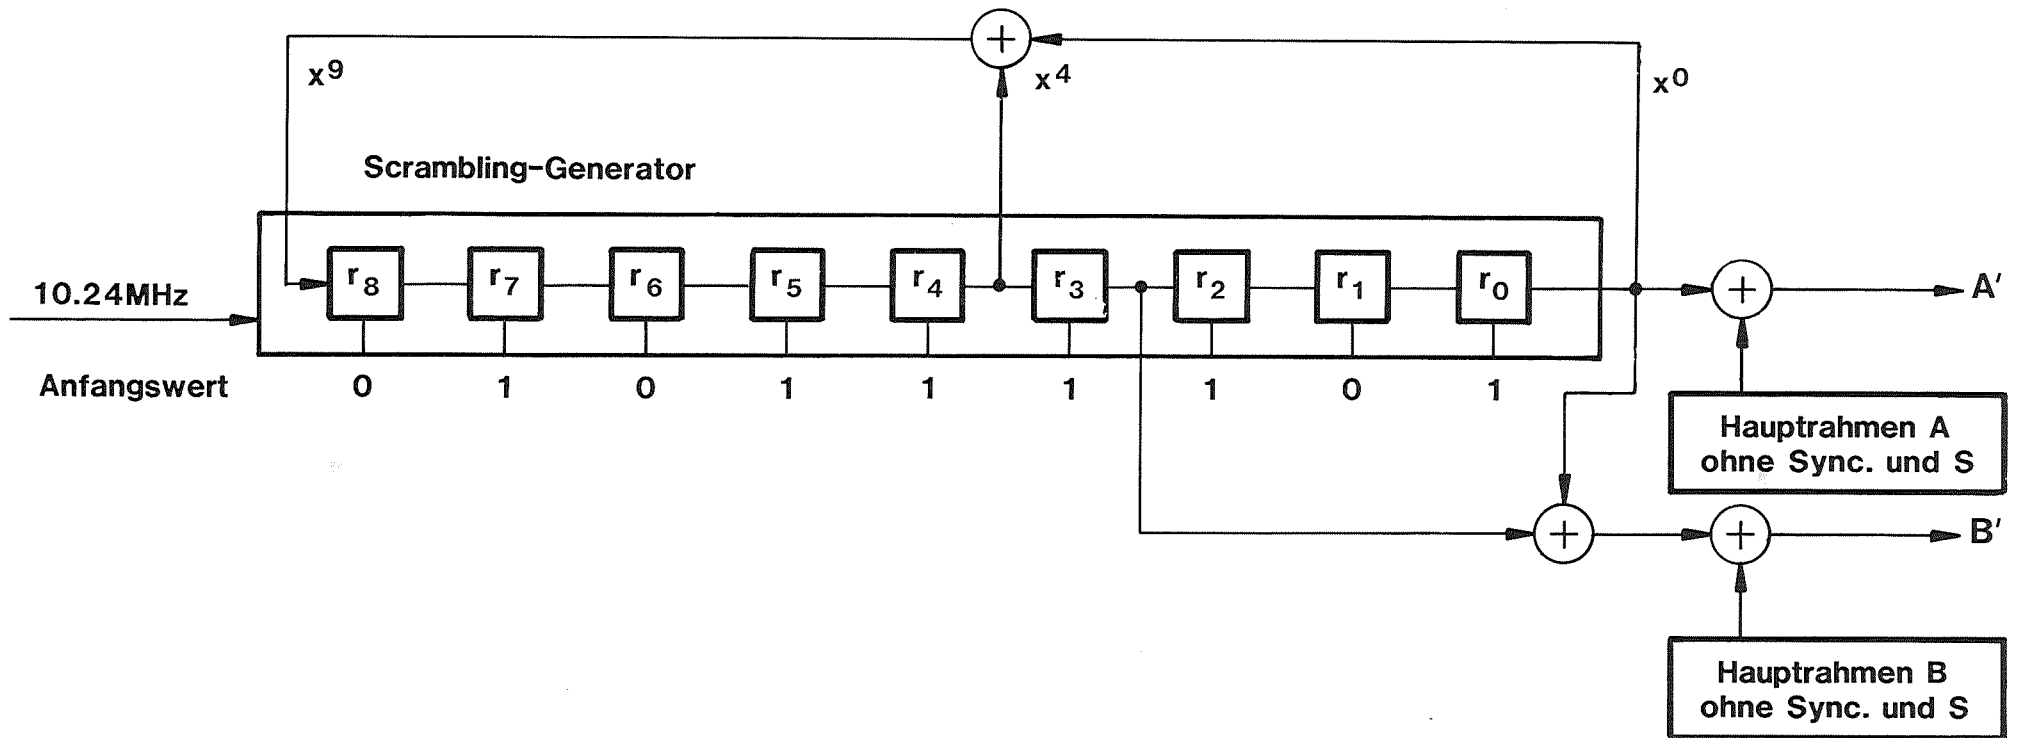 +
x⁹
x⁴
x⁰
Scrambling-Generator
r₈ r₇ r₆ r₅ r₄ r₃ r₂ r₁ r₀
10.24MHz
+
A'
Anfangswert 0 1 0 1 1 1 1 0 1
Hauptrahmen A
ohne Sync. und S
+
+
B'
Hauptrahmen B
ohne Sync. und S